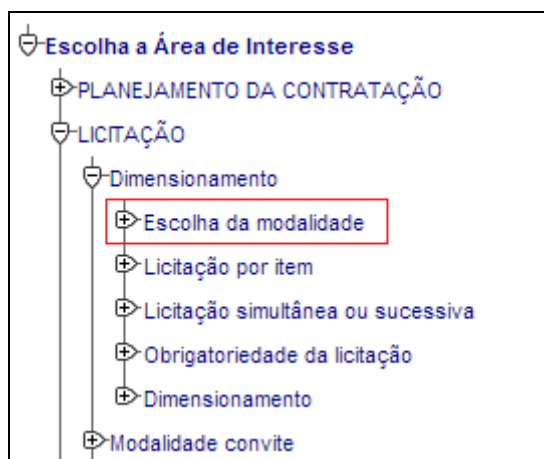 Escolha a Área de Interesse
PLANEJAMENTO DA CONTRATAÇÃO
LICITAÇÃO
Dimensionamento
Escolha da modalidade
Licitação por item
Licitação simultânea ou sucessiva
Obrigatoriedade da licitação
Dimensionamento
Modalidade convite